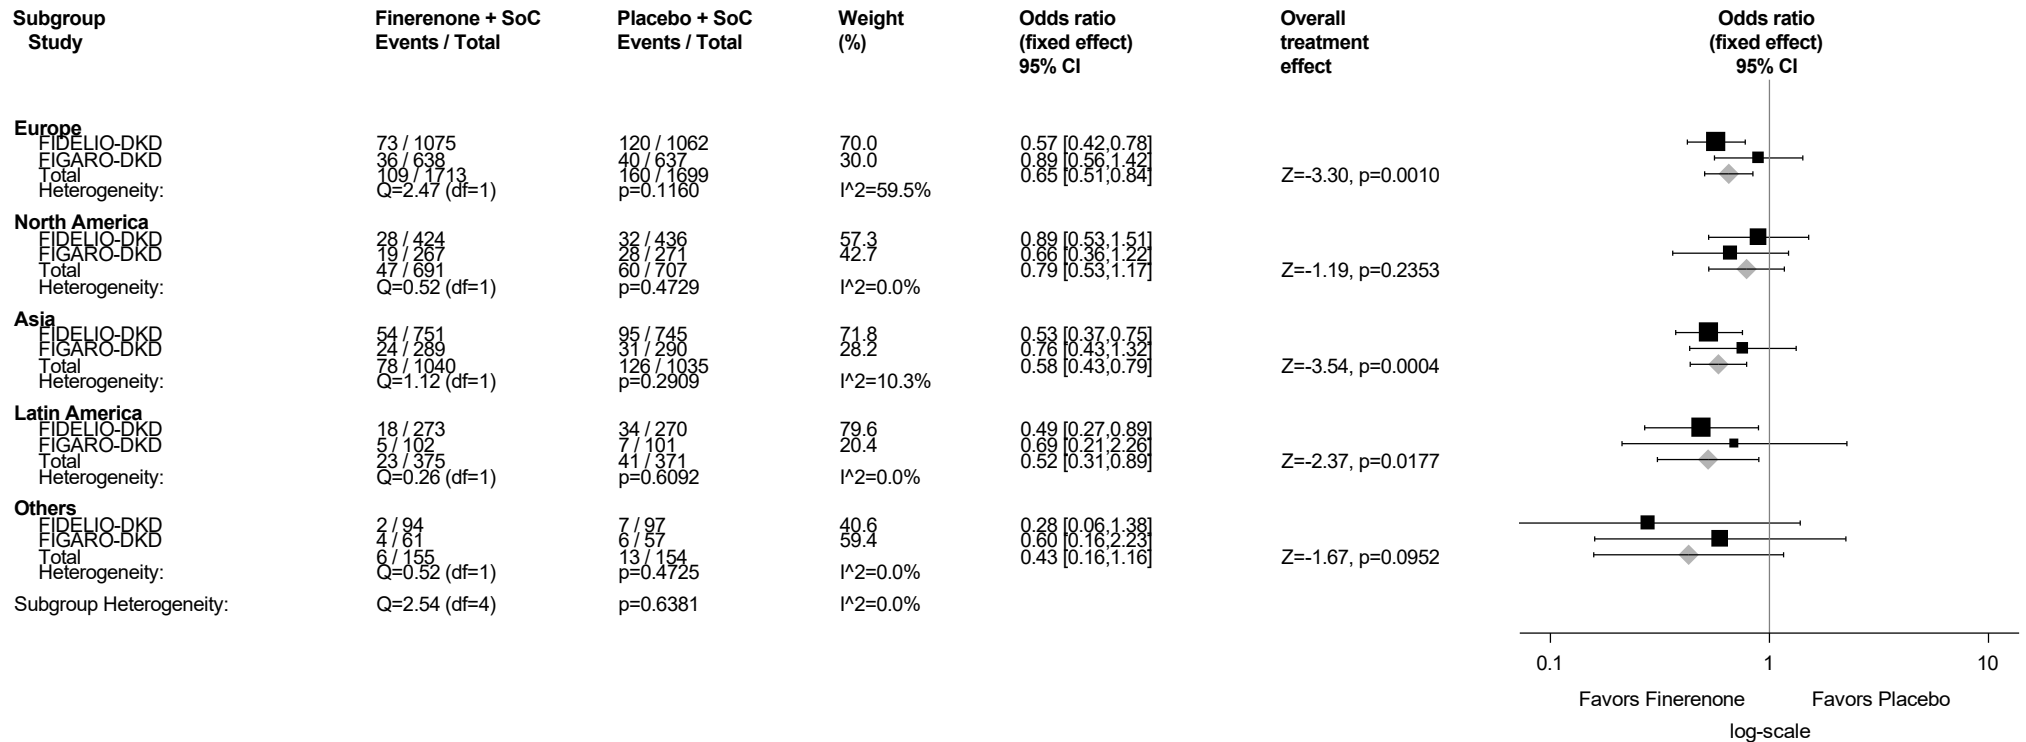 Subgroup Finerenone + SoC Placebo + SoC Weight Odds ratio Overall Odds ratio
Study Events / Total Events / Total (%) (fixed effect) treatment (fixed effect)
95% CI effect 95% CI
Europe
FIDELIO-DKD 73 / 1075 120 / 1062 70.0 0.57 [0.42,0.78]
FIGARO-DKD 36 / 638 40 / 637 30.0 0.89 [0.56,1.42]
Total 109 / 1713 160 / 1699 0.65 [0.51,0.84] Z=-3.30, p=0.0010
Heterogeneity: Q=2.47 (df=1) p=0.1160 I^2=59.5%
North America
FIDELIO-DKD 28 / 424 32 / 436 57.3 0.89 [0.53,1.51]
FIGARO-DKD 19 / 267 28 / 271 42.7 0.66 [0.36,1.22]
Total 47 / 691 60 / 707 0.79 [0.53,1.17] Z=-1.19, p=0.2353
Heterogeneity: Q=0.52 (df=1) p=0.4729 I^2=0.0%
Asia
FIDELIO-DKD 54 / 751 95 / 745 71.8 0.53 [0.37,0.75]
FIGARO-DKD 24 / 289 31 / 290 28.2 0.76 [0.43,1.32]
Total 78 / 1040 126 / 1035 0.58 [0.43,0.79] Z=-3.54, p=0.0004
Heterogeneity: Q=1.12 (df=1) p=0.2909 I^2=10.3%
Latin America
FIDELIO-DKD 18 / 273 34 / 270 79.6 0.49 [0.27,0.89]
FIGARO-DKD 5 / 102 7 / 101 20.4 0.69 [0.21,2.26]
Total 23 / 375 41 / 371 0.52 [0.31,0.89] Z=-2.37, p=0.0177
Heterogeneity: Q=0.26 (df=1) p=0.6092 I^2=0.0%
Others
FIDELIO-DKD 2 / 94 7 / 97 40.6 0.28 [0.06,1.38]
FIGARO-DKD 4 / 61 6 / 57 59.4 0.60 [0.16,2.23]
Total 6 / 155 13 / 154 0.43 [0.16,1.16] Z=-1.67, p=0.0952
Heterogeneity: Q=0.52 (df=1) p=0.4725 I^2=0.0%
Subgroup Heterogeneity: Q=2.54 (df=4) p=0.6381 I^2=0.0%
0.1 1 10
Favors Finerenone Favors Placebo
log-scale